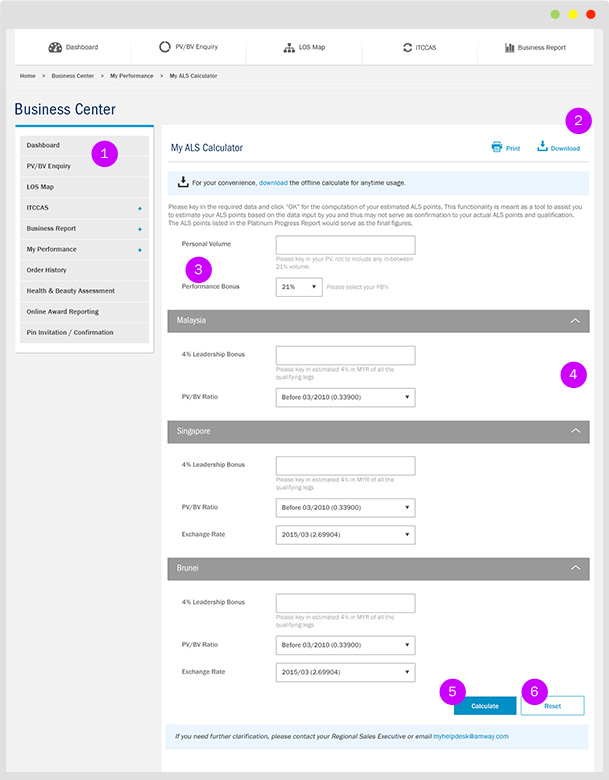 Dashboard
PV/BV Enquiry
LOS Map
ITCCAS
Business Report
Home > Business Center > My Performance > My ALS Calculator
Business Center
2
Dashboard
1
PV/BV Enquiry
LOS Map
ITCCAS +
Business Report +
My Performance +
Order History
Health & Beauty Assessment
Online Award Reporting
Pin Invitation / Confirmation
My ALS Calculator
Print
Download
For your convenience, download the offline calculate for anytime usage.
Please key in the required data and click "OK" for the computation of your estimated ALS points. This functionality is meant as a tool to assist you
to estimate your ALS points based on the data input by you and thus may not serve as confirmation to your actual ALS points and qualification.
The ALS points listed in the Platinum Progress Report would serve as the final figures.
Personal Volume
Please key in your PV, not to include any in-between
21% volume.
3
Performance Bonus
21%
Please select your PB%
Malaysia
4% Leadership Bonus
Please key in estimated 4% in MYR of all the
qualifying legs
4
PV/BV Ratio
Before 03/2010 (0.33900)
Singapore
4% Leadership Bonus
Please key in estimated 4% in MYR of all the
qualifying legs
PV/BV Ratio
Before 03/2010 (0.33900)
Exchange Rate
2015/03 (2.69904)
Brunei
4% Leadership Bonus
Please key in estimated 4% in MYR of all the
qualifying legs
PV/BV Ratio
Before 03/2010 (0.33900)
Exchange Rate
2015/03 (2.69904)
5
Calculate
6
Reset
If you need further clarification, please contact your Regional Sales Executive or email myhelpdesk@amway.com